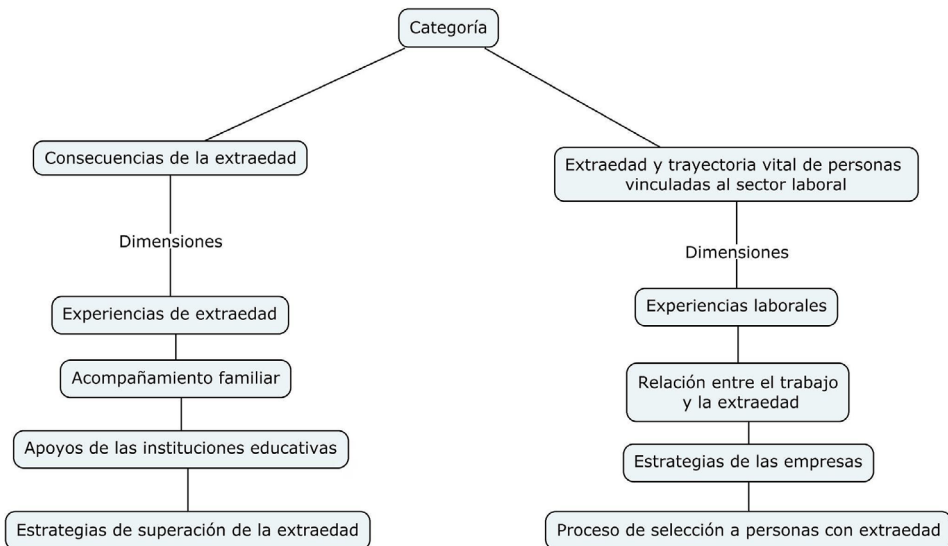 Categoría
Consecuencias de la extraedad
Extraedad y trayectoria vital de personas
vinculadas al sector laboral
Dimensiones
Dimensiones
Experiencias de extraedad
Experiencias laborales
Acompañamiento familiar
Relación entre el trabajo
y la extraedad
Apoyos de las instituciones educativas
Estrategias de las empresas
Estrategias de superación de la extraedad
Proceso de selección a personas con extraedad